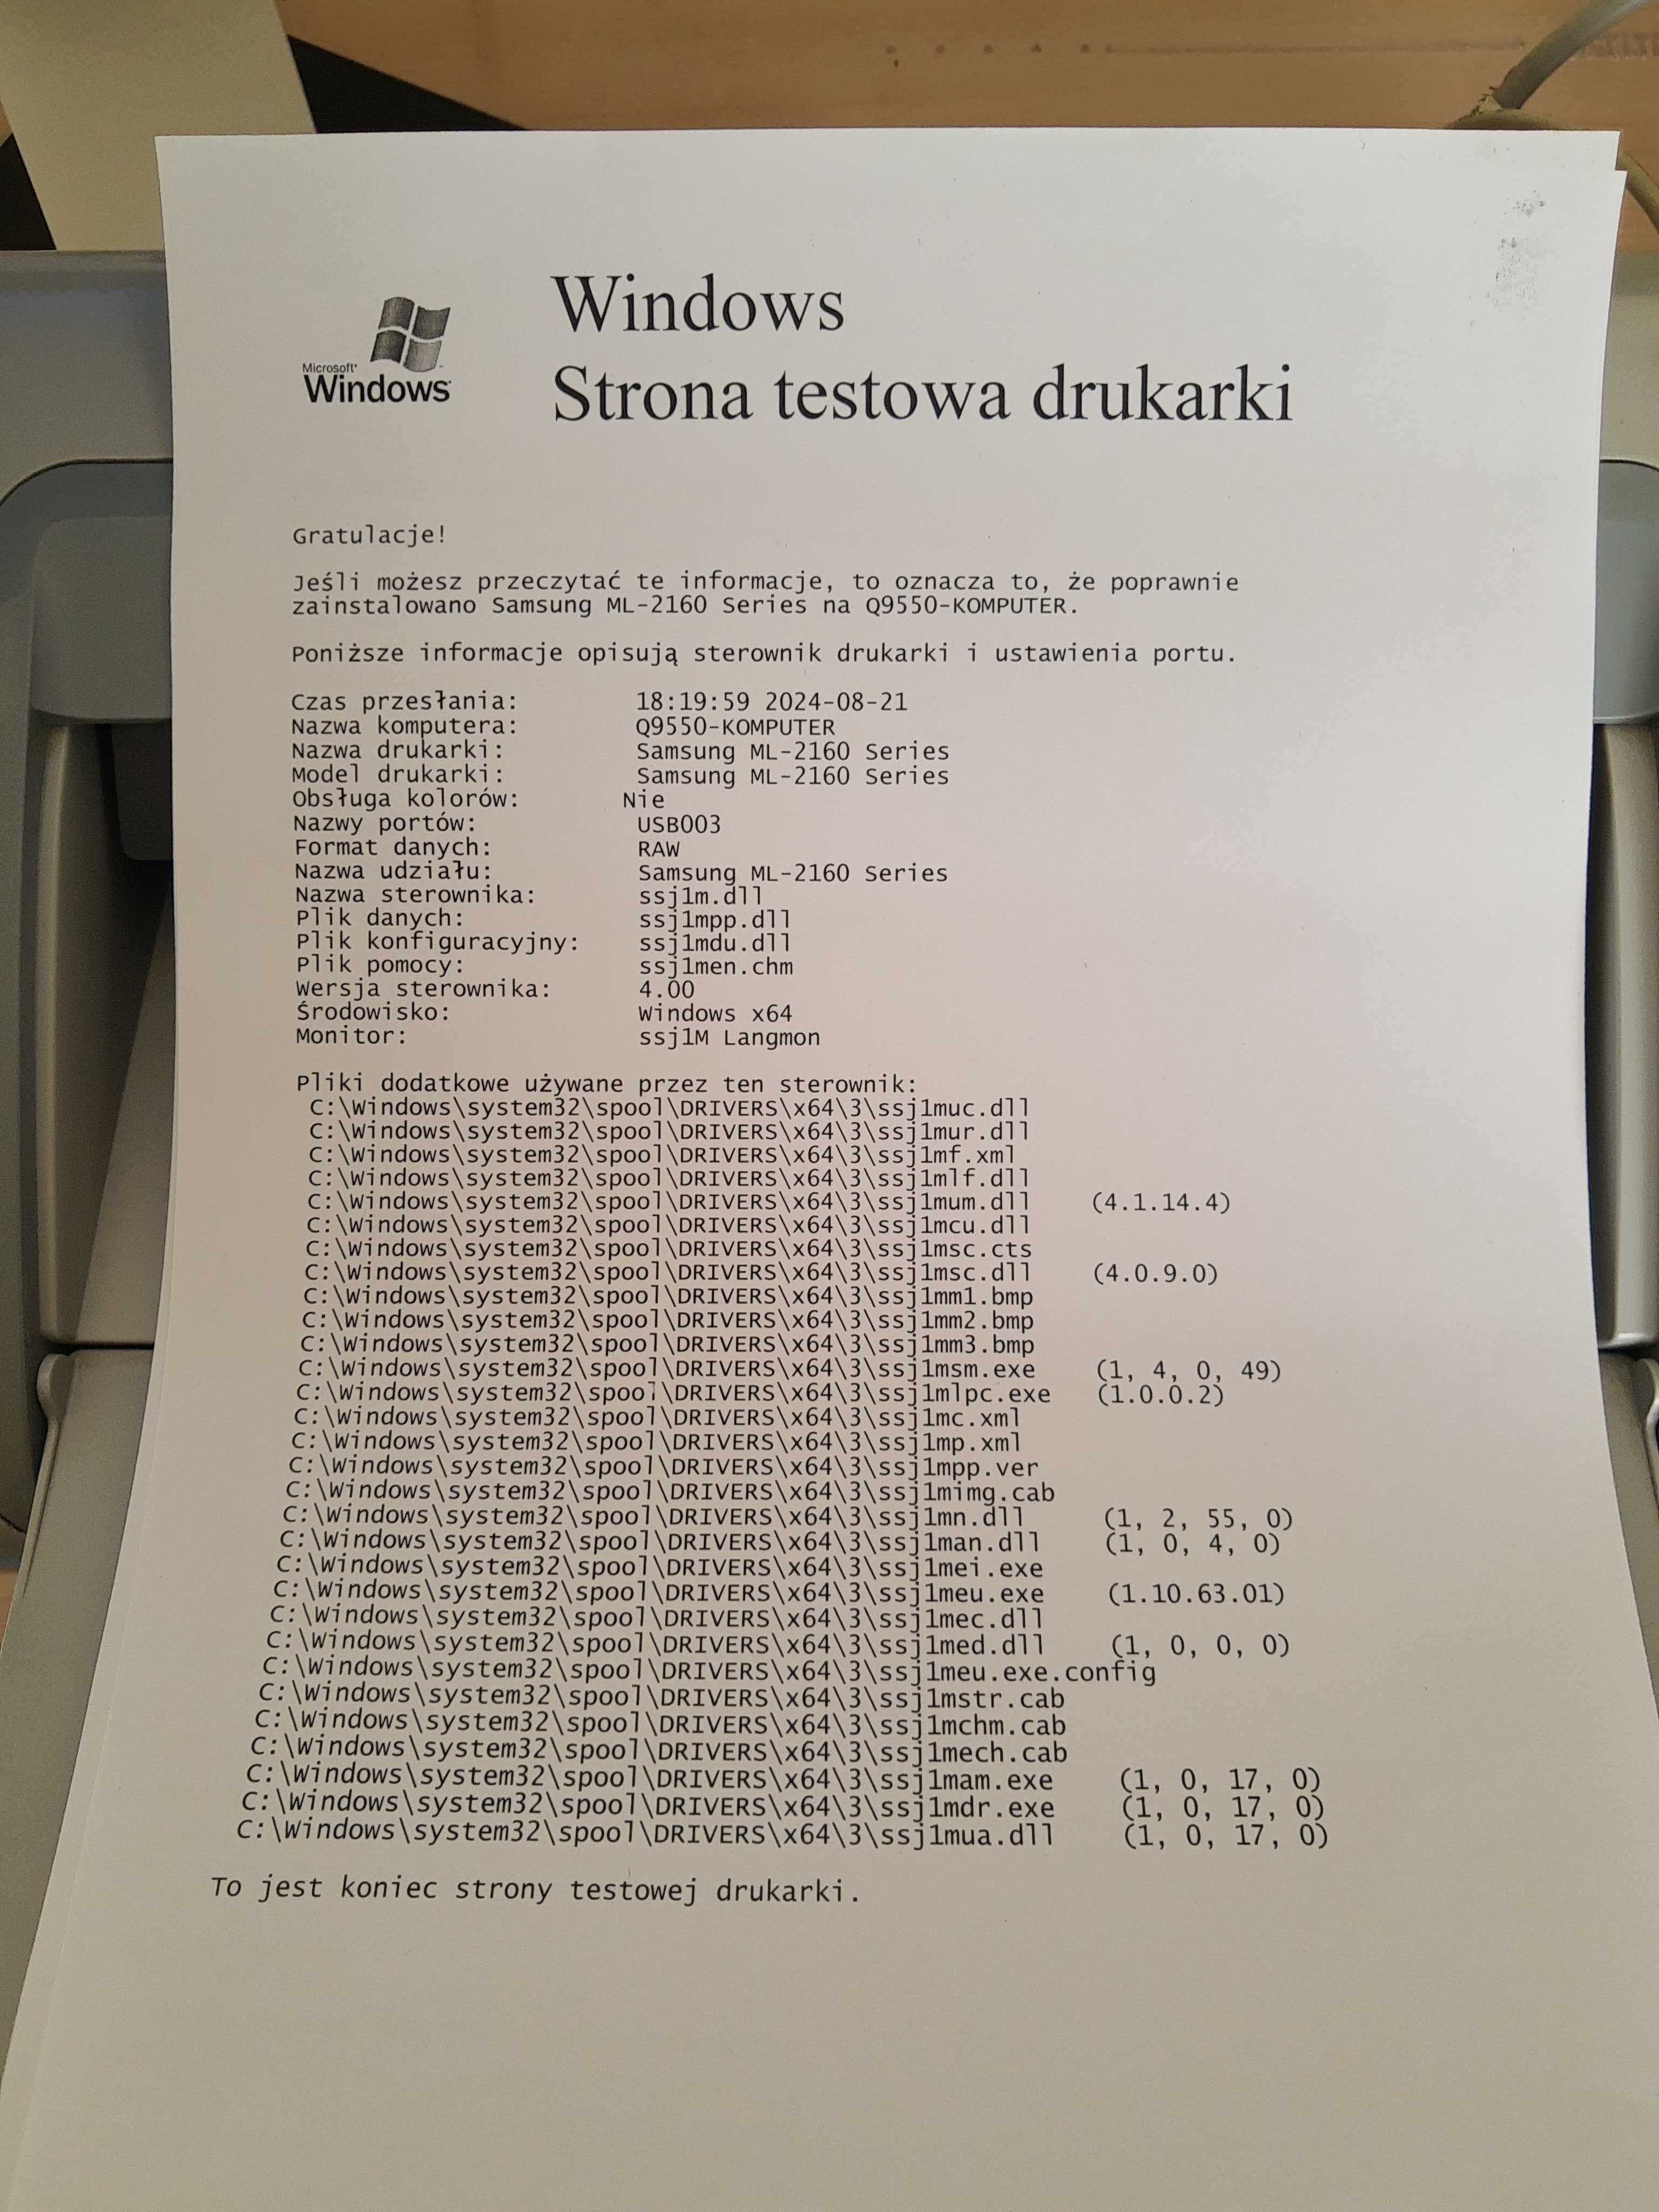 Microsoft®
Windows®
Windows
Strona testowa drukarki
Gratulacje!
Jeśli możesz przeczytać te informacje, to oznacza to, że poprawnie
zainstalowano Samsung ML-2160 Series na Q9550-KOMPUTER.
Poniższe informacje opisują sterownik drukarki i ustawienia portu.
Czas przesłania: 18:19:59 2024-08-21
Nazwa komputera: Q9550-KOMPUTER
Nazwa drukarki: Samsung ML-2160 Series
Model drukarki: Samsung ML-2160 Series
Obsługa kolorów: Nie
Nazwy portów: USB003
Format danych: RAW
Nazwa udziału: Samsung ML-2160 Series
Nazwa sterownika: ssj1m.dll
Plik danych: ssj1mpp.dll
Plik konfiguracyjny: ssj1mdu.dll
Plik pomocy: ssj1men.chm
Wersja sterownika: 4.00
Środowisko: Windows x64
Monitor: ssj1M Langmon
Pliki dodatkowe używane przez ten sterownik:
C:\Windows\system32\spool\DRIVERS\x64\3\ssj1muc.dll
C:\Windows\system32\spool\DRIVERS\x64\3\ssj1mur.dll
C:\Windows\system32\spool\DRIVERS\x64\3\ssj1mf.xml
C:\Windows\system32\spool\DRIVERS\x64\3\ssj1mlf.dll
C:\Windows\system32\spool\DRIVERS\x64\3\ssj1mum.dll (4.1.14.4)
C:\Windows\system32\spool\DRIVERS\x64\3\ssj1mcu.dll
C:\Windows\system32\spool\DRIVERS\x64\3\ssj1msc.cts
C:\Windows\system32\spool\DRIVERS\x64\3\ssj1msc.dll (4.0.9.0)
C:\Windows\system32\spool\DRIVERS\x64\3\ssj1mm1.bmp
C:\Windows\system32\spool\DRIVERS\x64\3\ssj1mm2.bmp
C:\Windows\system32\spool\DRIVERS\x64\3\ssj1mm3.bmp
C:\Windows\system32\spool\DRIVERS\x64\3\ssj1msm.exe (1, 4, 0, 49)
C:\Windows\system32\spool\DRIVERS\x64\3\ssj1mlpc.exe (1.0.0.2)
C:\Windows\system32\spool\DRIVERS\x64\3\ssj1mc.xml
C:\Windows\system32\spool\DRIVERS\x64\3\ssj1mp.xml
C:\Windows\system32\spool\DRIVERS\x64\3\ssj1mpp.ver
C:\Windows\system32\spool\DRIVERS\x64\3\ssj1mimg.cab
C:\Windows\system32\spool\DRIVERS\x64\3\ssj1mn.dll (1, 2, 55, 0)
C:\Windows\system32\spool\DRIVERS\x64\3\ssj1man.dll (1, 0, 4, 0)
C:\Windows\system32\spool\DRIVERS\x64\3\ssj1mei.exe
C:\Windows\system32\spool\DRIVERS\x64\3\ssj1meu.exe (1.10.63.01)
C:\Windows\system32\spool\DRIVERS\x64\3\ssj1mec.dll
C:\Windows\system32\spool\DRIVERS\x64\3\ssj1med.dll (1, 0, 0, 0)
C:\Windows\system32\spool\DRIVERS\x64\3\ssj1meu.exe.config
C:\Windows\system32\spool\DRIVERS\x64\3\ssj1mstr.cab
C:\Windows\system32\spool\DRIVERS\x64\3\ssj1mchm.cab
C:\Windows\system32\spool\DRIVERS\x64\3\ssj1mech.cab
C:\Windows\system32\spool\DRIVERS\x64\3\ssj1mam.exe (1, 0, 17, 0)
C:\Windows\system32\spool\DRIVERS\x64\3\ssj1mdr.exe (1, 0, 17, 0)
C:\Windows\system32\spool\DRIVERS\x64\3\ssj1mua.dll (1, 0, 17, 0)
To jest koniec strony testowej drukarki.